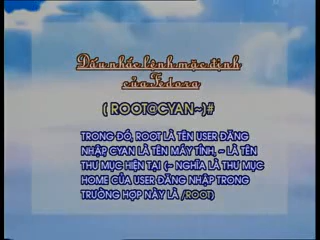 Dấu nhắc lệnh mặc định
của Fedora
(ROOT@CYAN~)#
TRONG ĐÓ, ROOT LÀ TÊN USER ĐĂNG
NHẬP, CYAN LÀ TÊN MÁY TÍNH, ~ LÀ TÊN
THƯ MỤC HIỆN TẠI (~ NGHĨA LÀ THƯ MỤC
HOME CỦA USER ĐĂNG NHẬP TRONG
TRƯỜNG HỢP NÀY LÀ /ROOT)